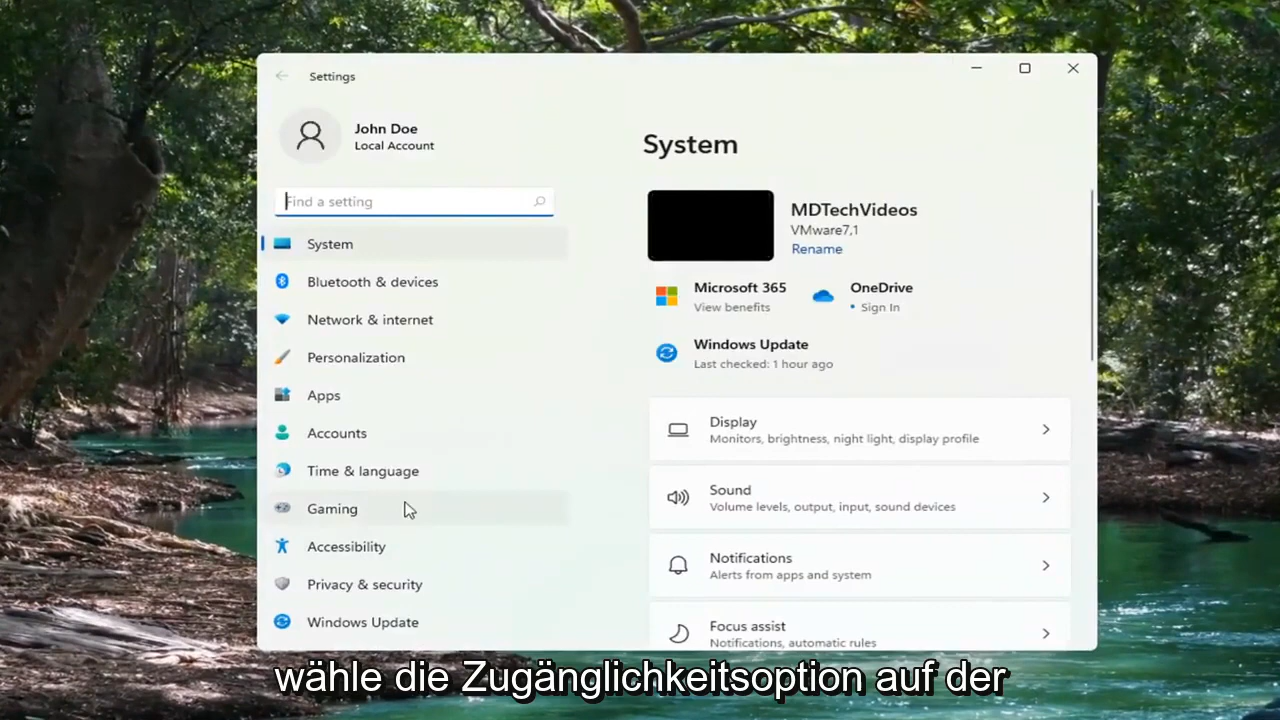 Settings
John Doe
Local Account
Find a setting
System
Bluetooth & devices
Network & internet
Personalization
Apps
Accounts
Time & language
Gaming
Accessibility
Privacy & security
Windows Update
System
MDTechVideos
VMware7,1
Rename
Microsoft 365
View benefits
OneDrive
• Sign In
Windows Update
Last checked: 1 hour ago
Display
Monitors, brightness, night light, display profile
Sound
Volume levels, output, input, sound devices
Notifications
Alerts from apps and system
Focus assist
Notifications, automatic rules
wähle die Zugänglichkeitsoption auf der